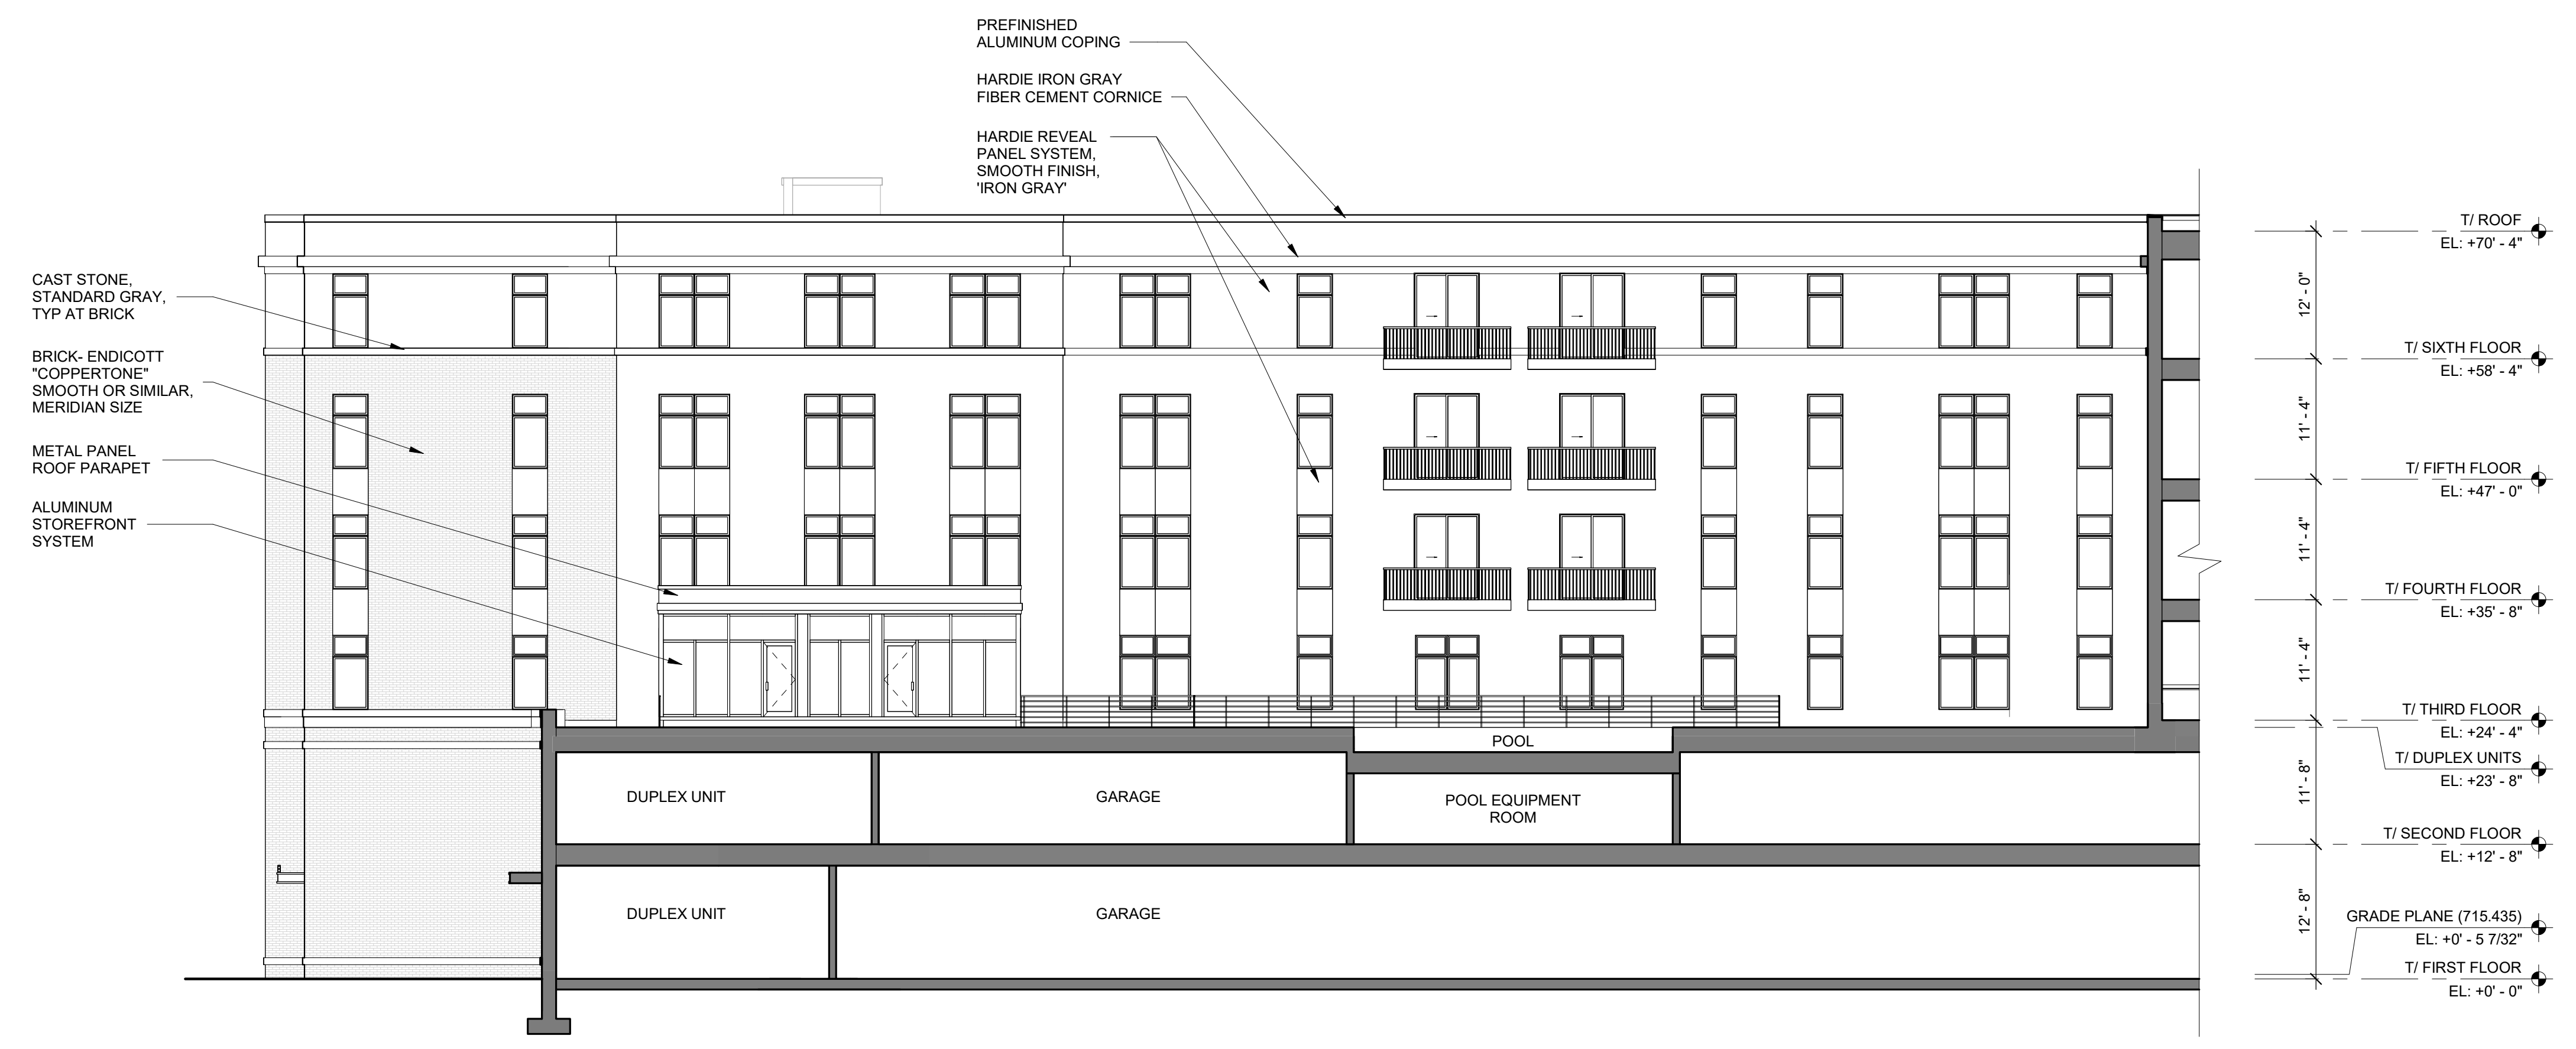 PREFINISHED
ALUMINUM COPING
HARDIE IRON GRAY
FIBER CEMENT CORNICE
HARDIE REVEAL
PANEL SYSTEM,
SMOOTH FINISH,
'IRON GRAY'
CAST STONE,
STANDARD GRAY,
TYP AT BRICK
BRICK- ENDICOTT
"COPPERTONE"
SMOOTH OR SIMILAR,
MERIDIAN SIZE
METAL PANEL
ROOF PARAPET
ALUMINUM
STOREFRONT
SYSTEM
POOL
DUPLEX UNIT
GARAGE
POOL EQUIPMENT
ROOM
DUPLEX UNIT
GARAGE
12' - 0"
11' - 4"
11' - 4"
11' - 4"
11' - 8"
12' - 8"
T/ ROOF
EL: +70' - 4"
T/ SIXTH FLOOR
EL: +58' - 4"
T/ FIFTH FLOOR
EL: +47' - 0"
T/ FOURTH FLOOR
EL: +35' - 8"
T/ THIRD FLOOR
EL: +24' - 4"
T/ DUPLEX UNITS
EL: +23' - 8"
T/ SECOND FLOOR
EL: +12' - 8"
GRADE PLANE (715.435)
EL: +0' - 5 7/32"
T/ FIRST FLOOR
EL: +0' - 0"